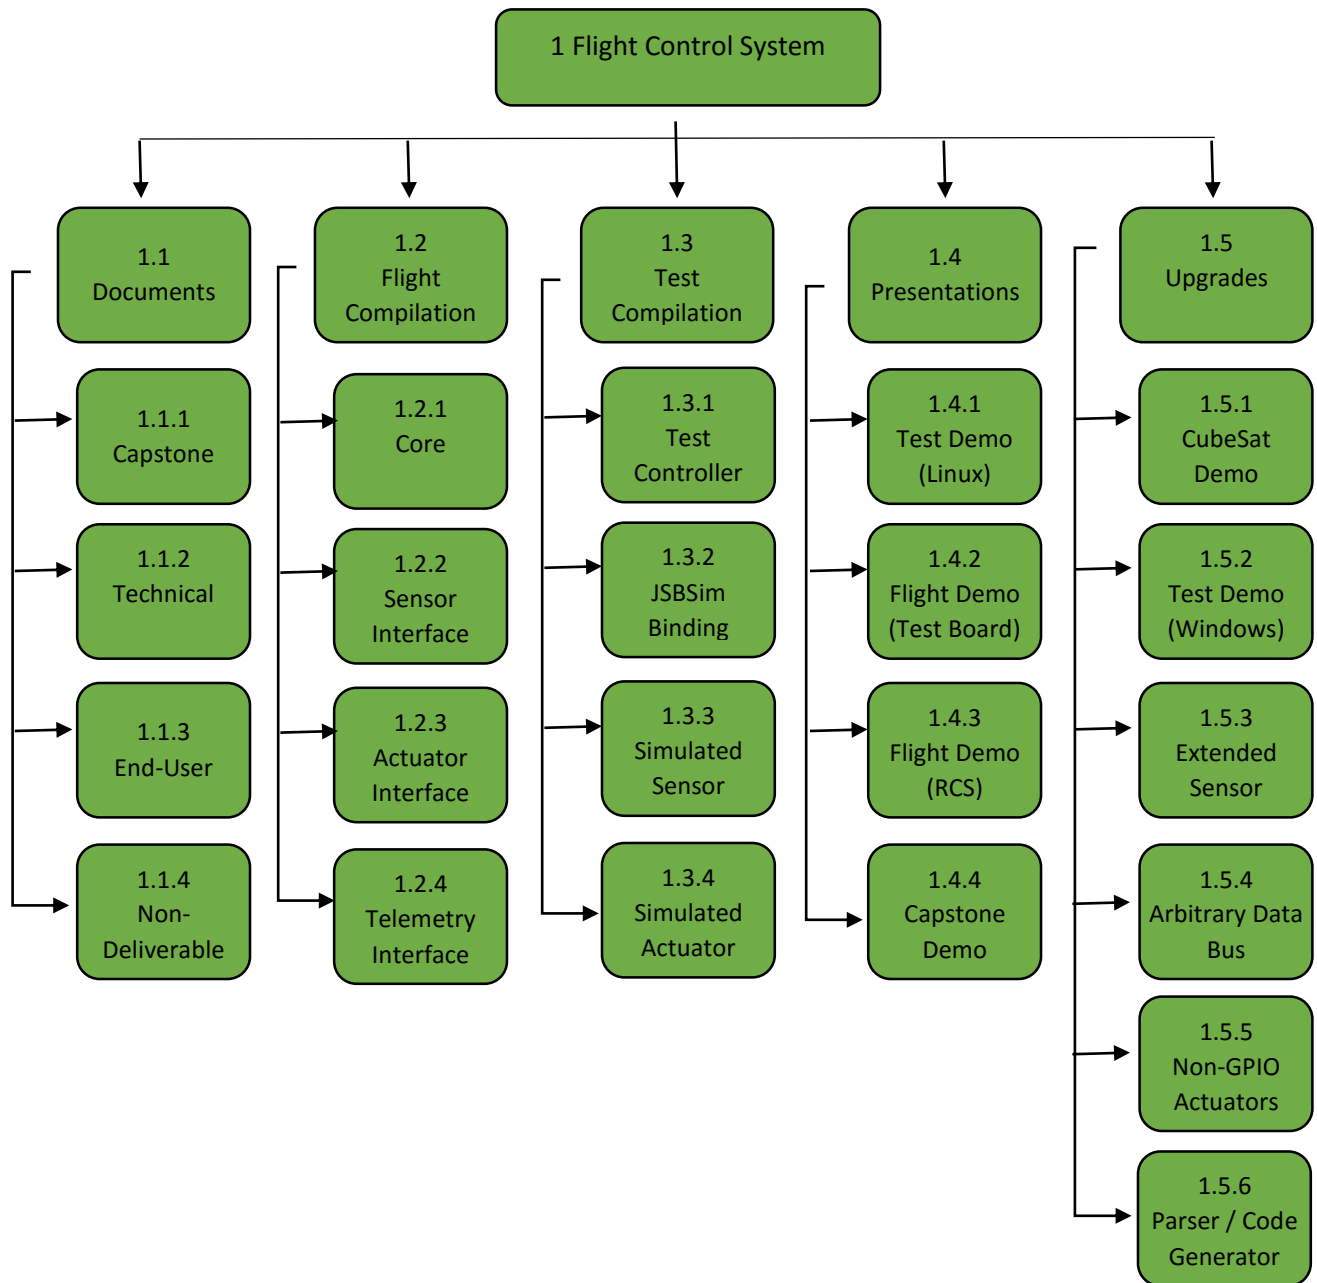 1 Flight Control System
1.1
Documents
1.2
Flight
Compilation
1.3
Test
Compilation
1.4
Presentations
1.5
Upgrades
1.1.1
Capstone
1.2.1
Core
1.3.1
Test
Controller
1.4.1
Test Demo
(Linux)
1.5.1
CubeSat
Demo
1.1.2
Technical
1.2.2
Sensor
Interface
1.3.2
JSBSim
Binding
1.4.2
Flight Demo
(Test Board)
1.5.2
Test Demo
(Windows)
1.1.3
End-User
1.2.3
Actuator
Interface
1.3.3
Simulated
Sensor
1.4.3
Flight Demo
(RCS)
1.5.3
Extended
Sensor
1.1.4
Non-
Deliverable
1.2.4
Telemetry
Interface
1.3.4
Simulated
Actuator
1.4.4
Capstone
Demo
1.5.4
Arbitrary Data
Bus
1.5.5
Non-GPIO
Actuators
1.5.6
Parser / Code
Generator